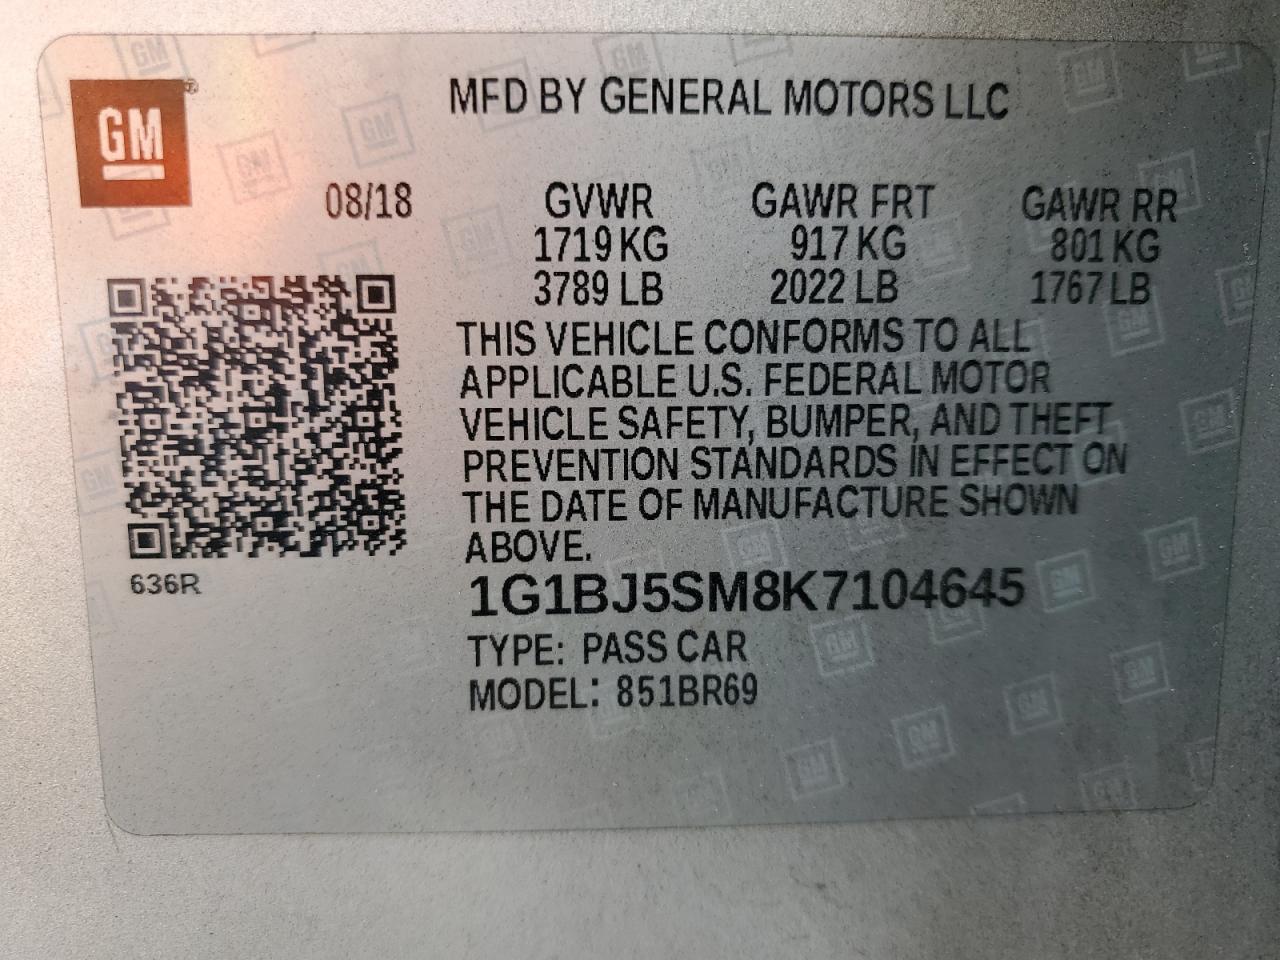 GM
MFD BY GENERAL MOTORS LLC
08/18 GVWR GAWR FRT GAWR RR
1719 KG 917 KG 801 KG
3789 LB 2022 LB 1767 LB
THIS VEHICLE CONFORMS TO ALL
APPLICABLE U.S. FEDERAL MOTOR
VEHICLE SAFETY, BUMPER, AND THEFT
PREVENTION STANDARDS IN EFFECT ON
THE DATE OF MANUFACTURE SHOWN
ABOVE.
636R
1G1BJ5SM8K7104645
TYPE: PASS CAR
MODEL: 851BR69